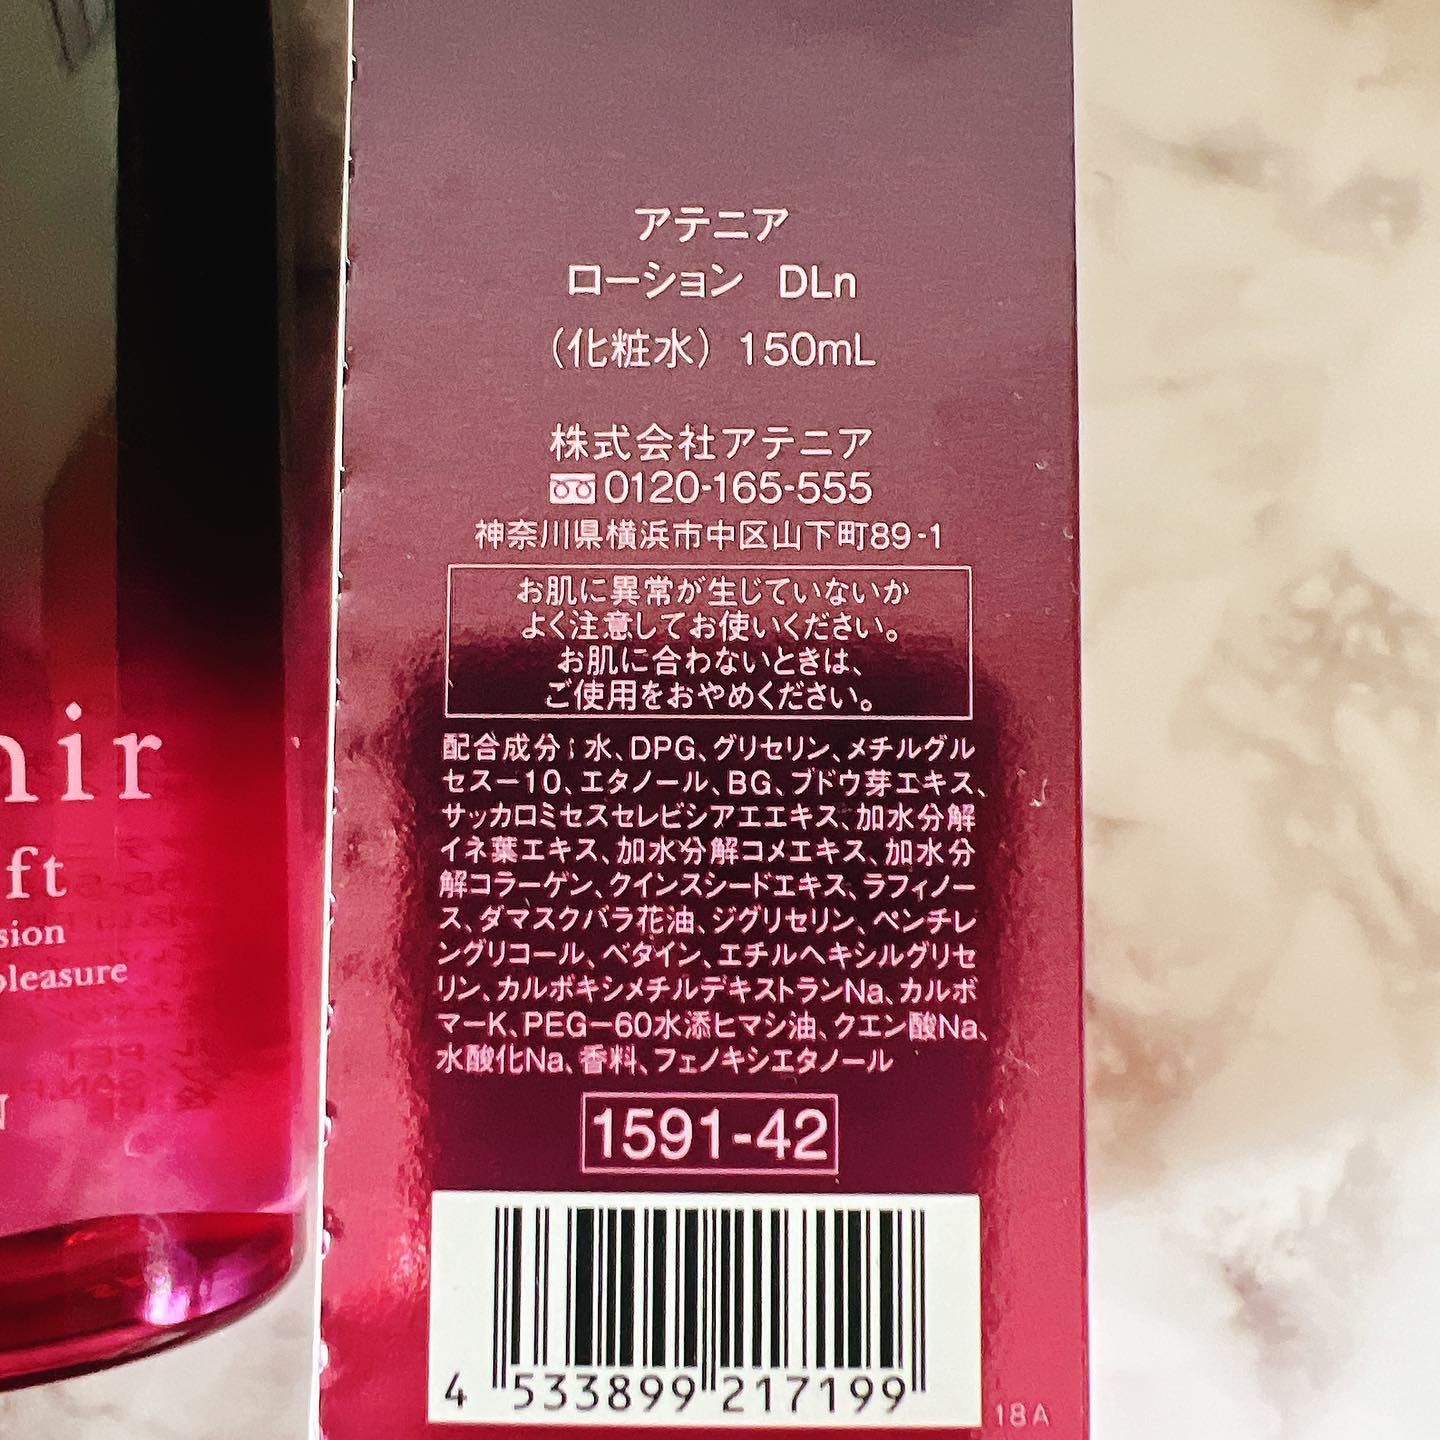 アテニア
ローション DLn
（化粧水）150mL
株式会社アテニア
0120-165-555
神奈川県横浜市中区山下町89-1
お肌に異常が生じていないか
よく注意してお使いください。
お肌に合わないときは、
ご使用をおやめください。
配合成分：水、DPG、グリセリン、メチルグル
セス－10、エタノール、BG、ブドウ芽エキス、
サッカロミセスセレビシアエエキス、加水分解
イネ葉エキス、加水分解コメエキス、加水分
解コラーゲン、クインスシードエキス、ラフィノー
ス、ダマスクバラ花油、ジグリセリン、ペンチレ
ングリコール、ベタイン、エチルヘキシルグリセ
リン、カルボキシメチルデキストランNa、カルボ
マーK、PEG－60水添ヒマシ油、クエン酸Na、
水酸化Na、香料、フェノキシエタノール
1591-42
4 533899 217199
18A
nir
ft
sion
pleasure